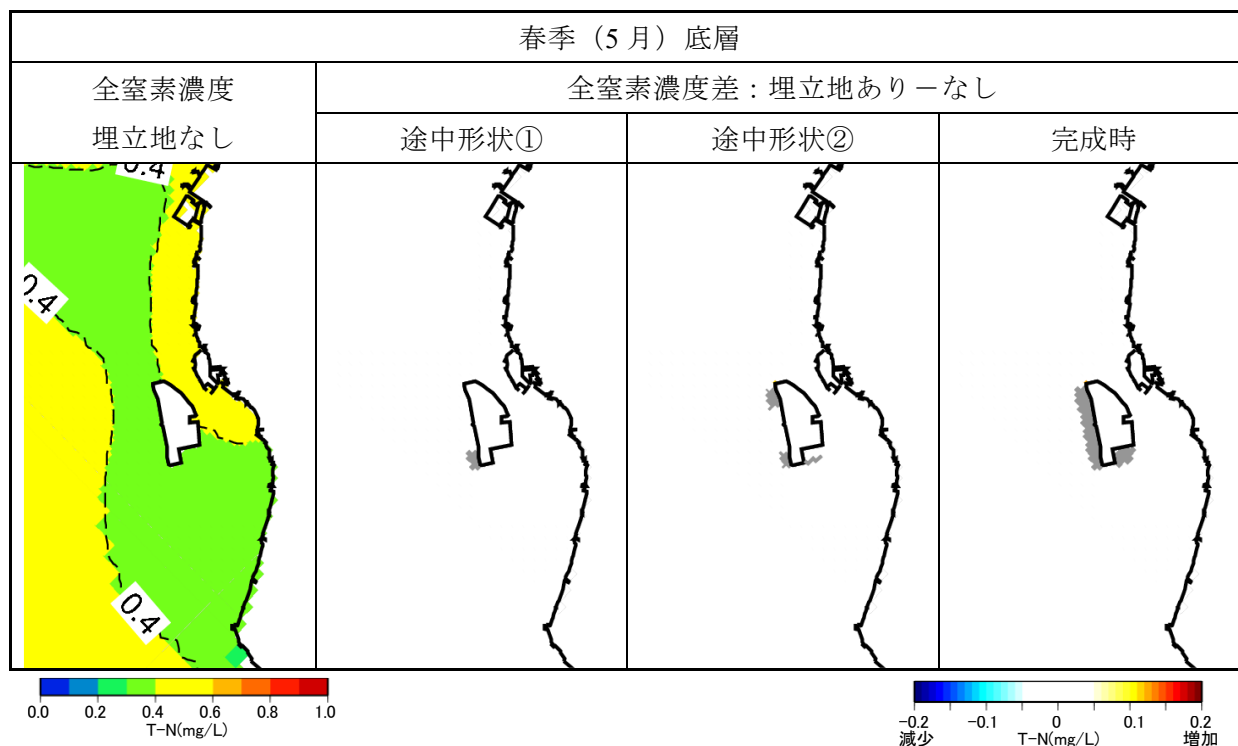 春季（5 月）底層
全窒素濃度
埋立地なし
全窒素濃度差：埋立地あり－なし
途中形状①
途中形状②
完成時
0.4
0.4
0.4
0.0 0.2 0.4 0.6 0.8 1.0
T-N(mg/L)
-0.2 -0.1 0 0.1 0.2
減少 T-N(mg/L) 増加